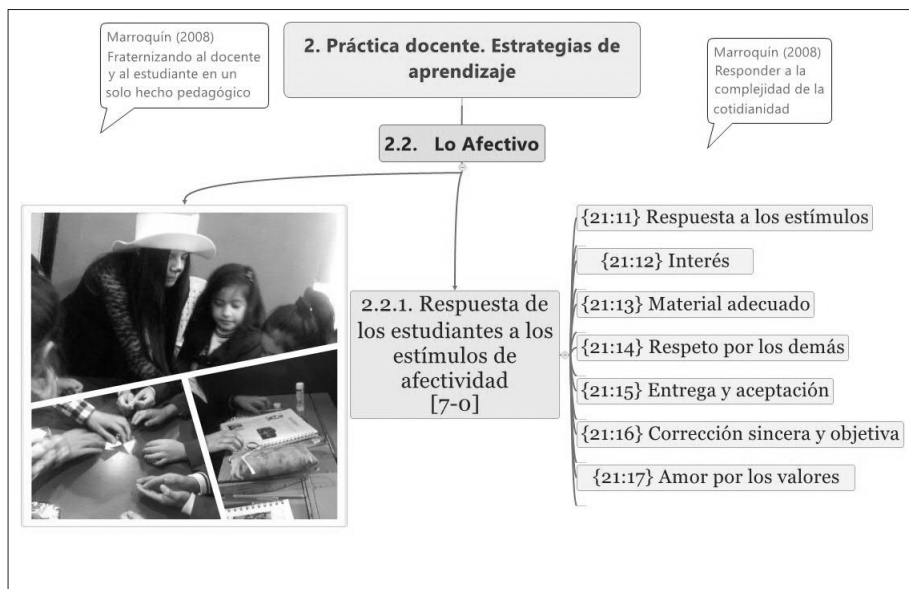 Marroquín (2008)
Fraternizando al docente
y al estudiante en un
solo hecho pedagógico
2. Práctica docente. Estrategias de
aprendizaje
Marroquín (2008)
Responder a la
complejidad de la
cotidianidad
2.2. Lo Afectivo
2.2.1. Respuesta de
los estudiantes a los
estímulos de
afectividad
[7-0]
{21:11} Respuesta a los estímulos
{21:12} Interés
{21:13} Material adecuado
{21:14} Respeto por los demás
{21:15} Entrega y aceptación
{21:16} Corrección sincera y objetiva
{21:17} Amor por los valores